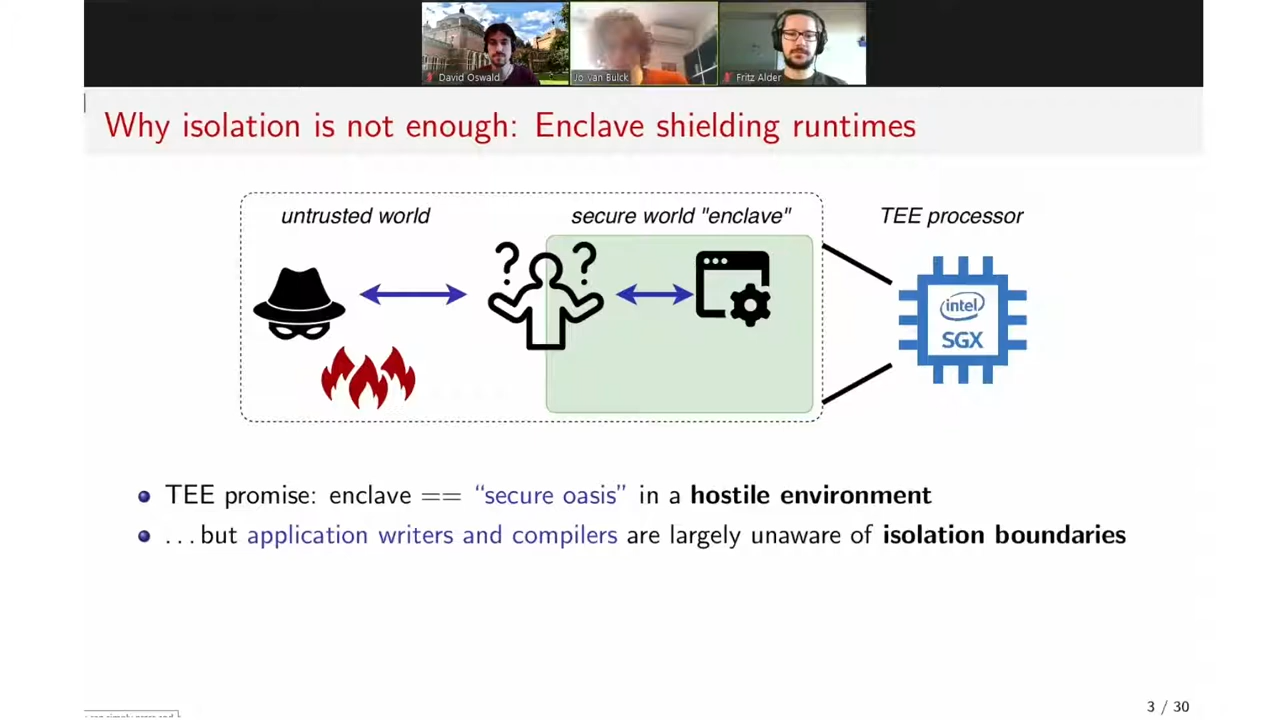 David Oswald
Jo Van Bulck
Fritz Alder
Why isolation is not enough: Enclave shielding runtimes
untrusted world
secure world "enclave"
TEE processor
? ?
intel
SGX
TEE promise: enclave == “secure oasis” in a hostile environment
...but application writers and compilers are largely unaware of isolation boundaries
3 / 30